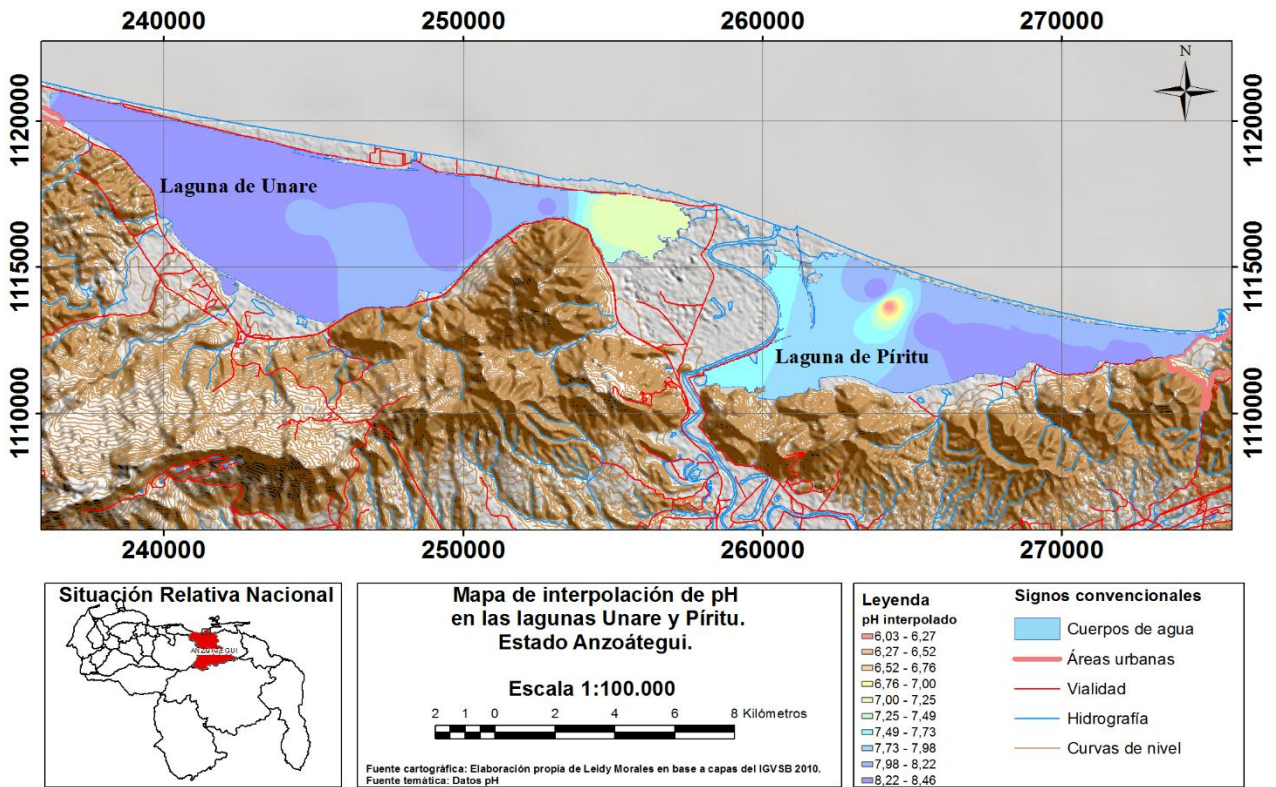 240000 250000 260000 270000
1120000
1115000
1110000
1120000
1115000
1110000
N
Laguna de Unare
Laguna de Píritu
240000 250000 260000 270000
Situación Relativa Nacional
ANZOATEGUI
Mapa de interpolación de pH
en las lagunas Unare y Píritu.
Estado Anzoátegui.
Escala 1:100.000
2 1 0 2 4 6 8 Kilómetros
Fuente cartográfica: Elaboración propia de Leidy Morales en base a capas del IGVSB 2010.
Fuente temática: Datos pH
Leyenda
pH interpolado
6,03 - 6,27
6,27 - 6,52
6,52 - 6,76
6,76 - 7,00
7,00 - 7,25
7,25 - 7,49
7,49 - 7,73
7,73 - 7,98
7,98 - 8,22
8,22 - 8,46
Signos convencionales
Cuerpos de agua
Áreas urbanas
Vialidad
Hidrografía
Curvas de nivel